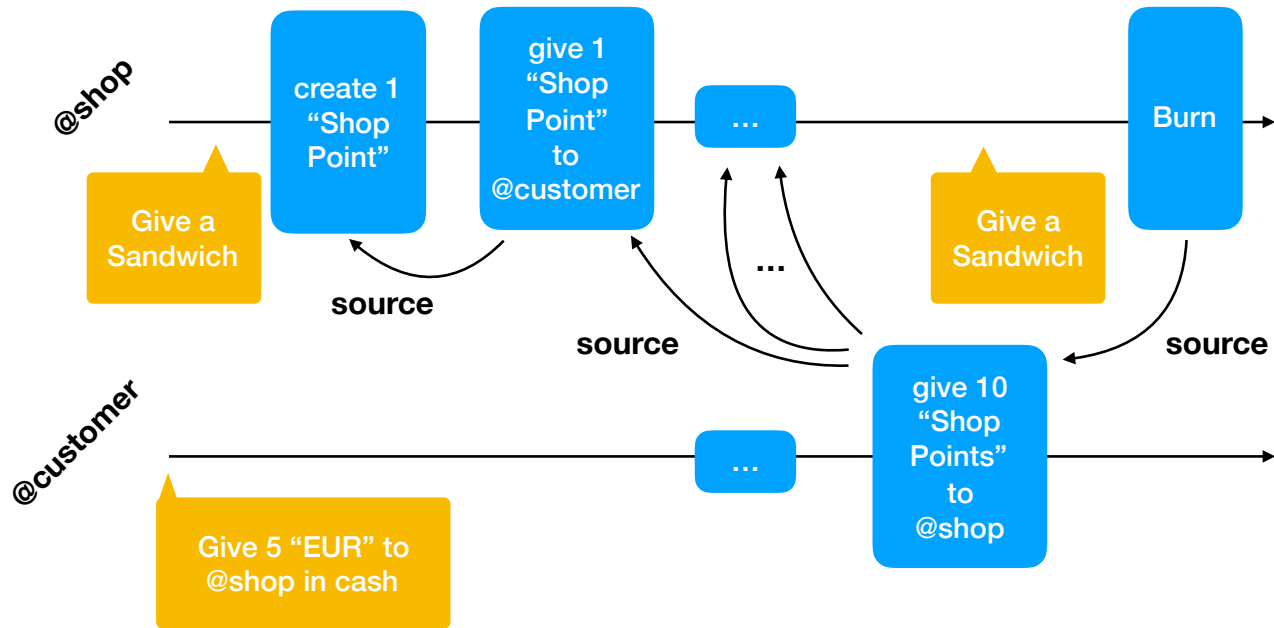 @shop
create 1
“Shop
Point”
give 1
“Shop
Point”
to
@customer
...
Burn
Give a
Sandwich
Give a
Sandwich
...
source
source
source
@customer
...
give 10
“Shop
Points”
to
@shop
Give 5 “EUR” to
@shop in cash